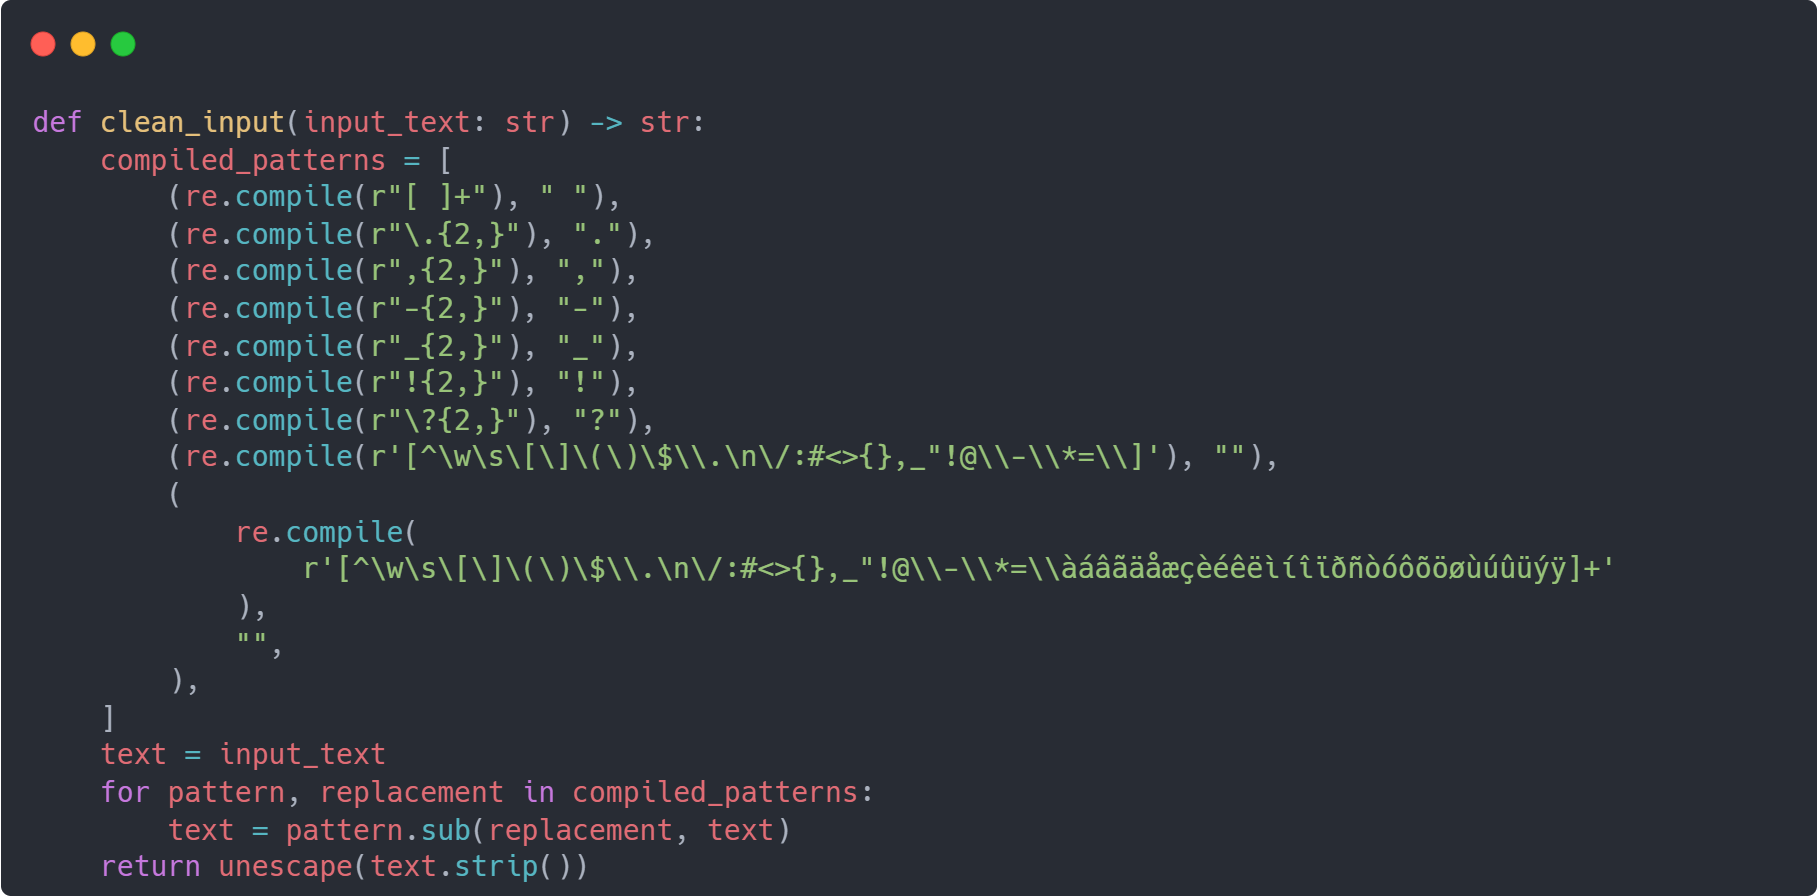 def clean_input(input_text: str) -> str:
    compiled_patterns = [
        (re.compile(r"[ ]+"), " "),
        (re.compile(r"\.{2,}"), "."),
        (re.compile(r",{2,}"), ","),
        (re.compile(r"-{2,}"), "-"),
        (re.compile(r"_{2,}"), "_"),
        (re.compile(r"!{2,}"), "!"),
        (re.compile(r"\?{2,}"), "?"),
        (re.compile(r'[^\w\s\[\]\(\)\$\\.\n\/:#<>{},_"!@\\-\\*=\\]'), ""),
        (
            re.compile(
                r'[^\w\s\[\]\(\)\$\\.\n\/:#<>{},_"!@\\-\\*=\\àáâãäåæçèéêëìíîïðñòóôõöøùúûüýÿ]+'
            ),
            "",
        ),
    ]
    text = input_text
    for pattern, replacement in compiled_patterns:
        text = pattern.sub(replacement, text)
    return unescape(text.strip())